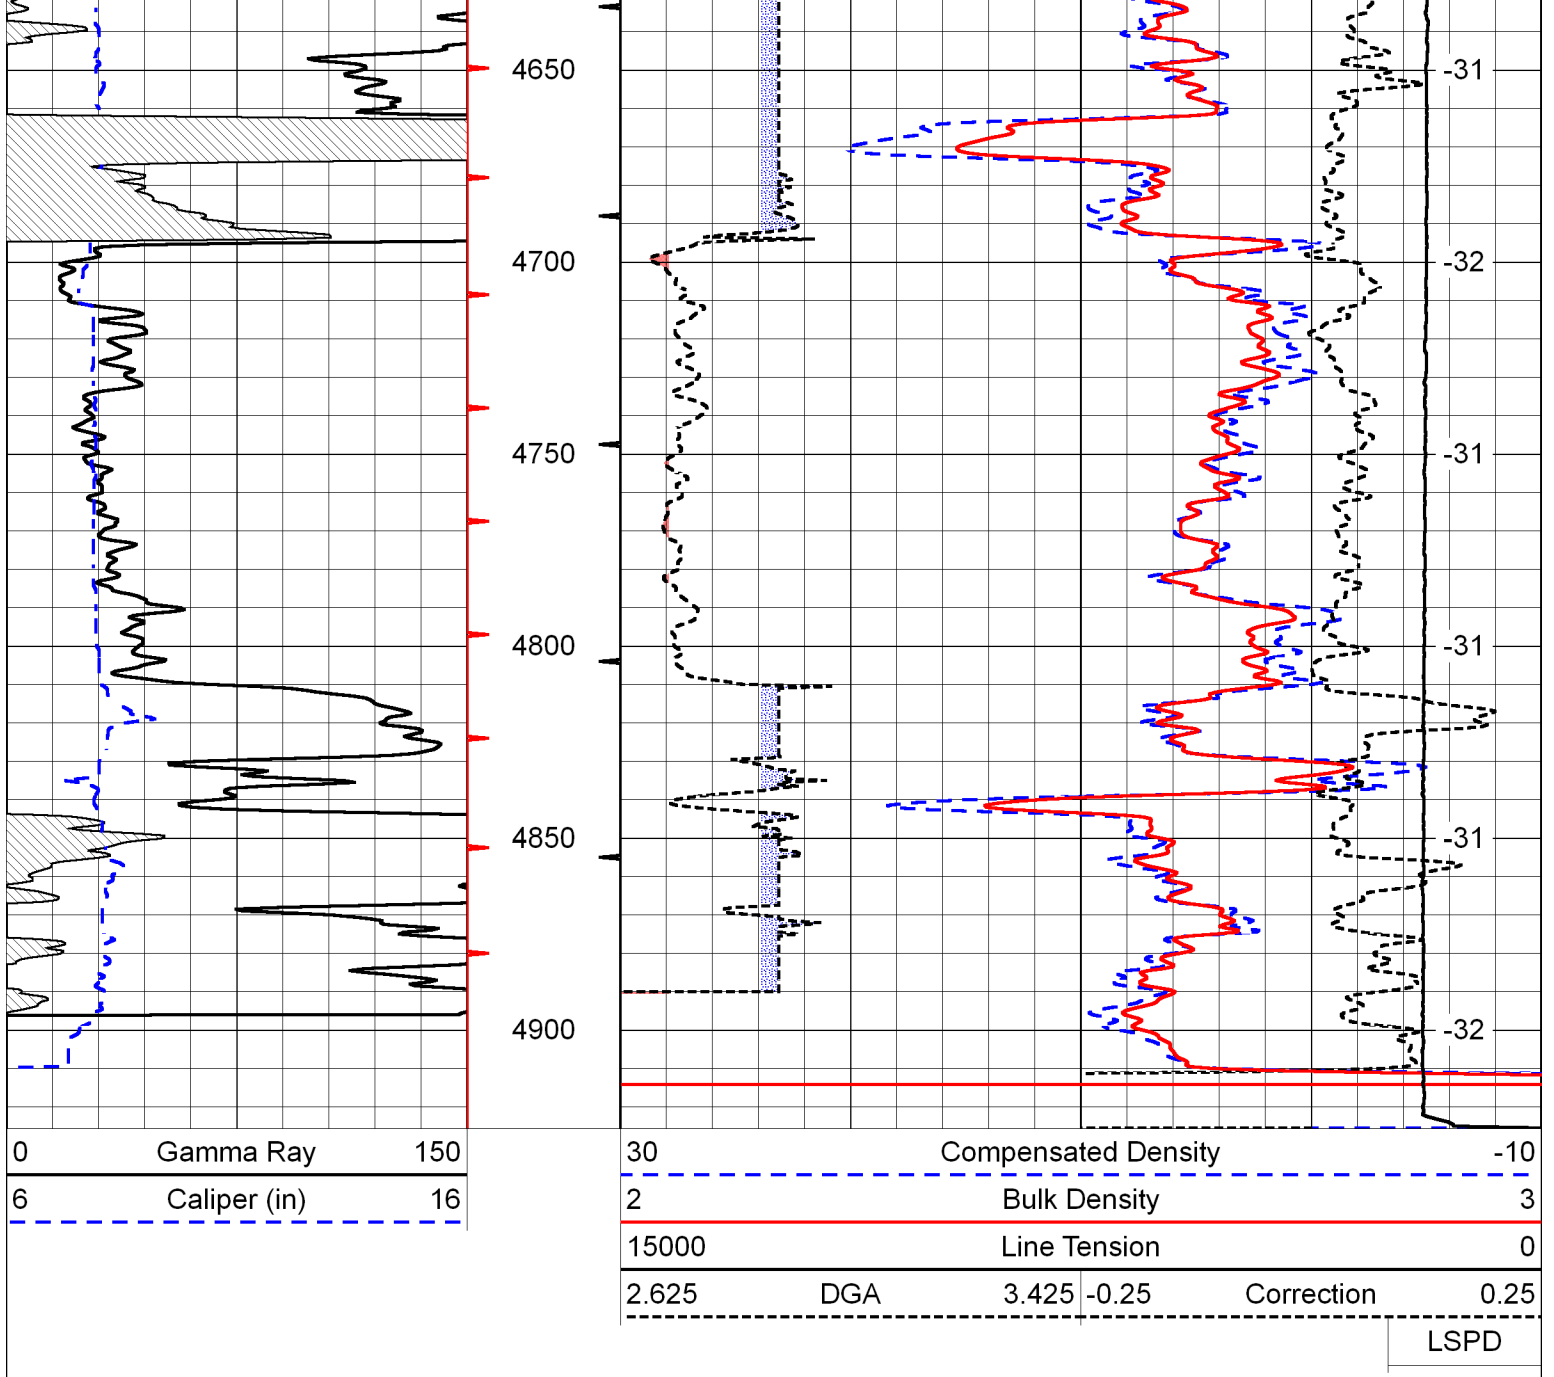 4650 -31
4700 -32
4750 -31
4800 -31
4850 -31
4900 -32
0 Gamma Ray 150
6 Caliper (in) 16
30 Compensated Density -10
2 Bulk Density 3
15000 Line Tension 0
2.625 DGA 3.425 -0.25 Correction 0.25
LSPD